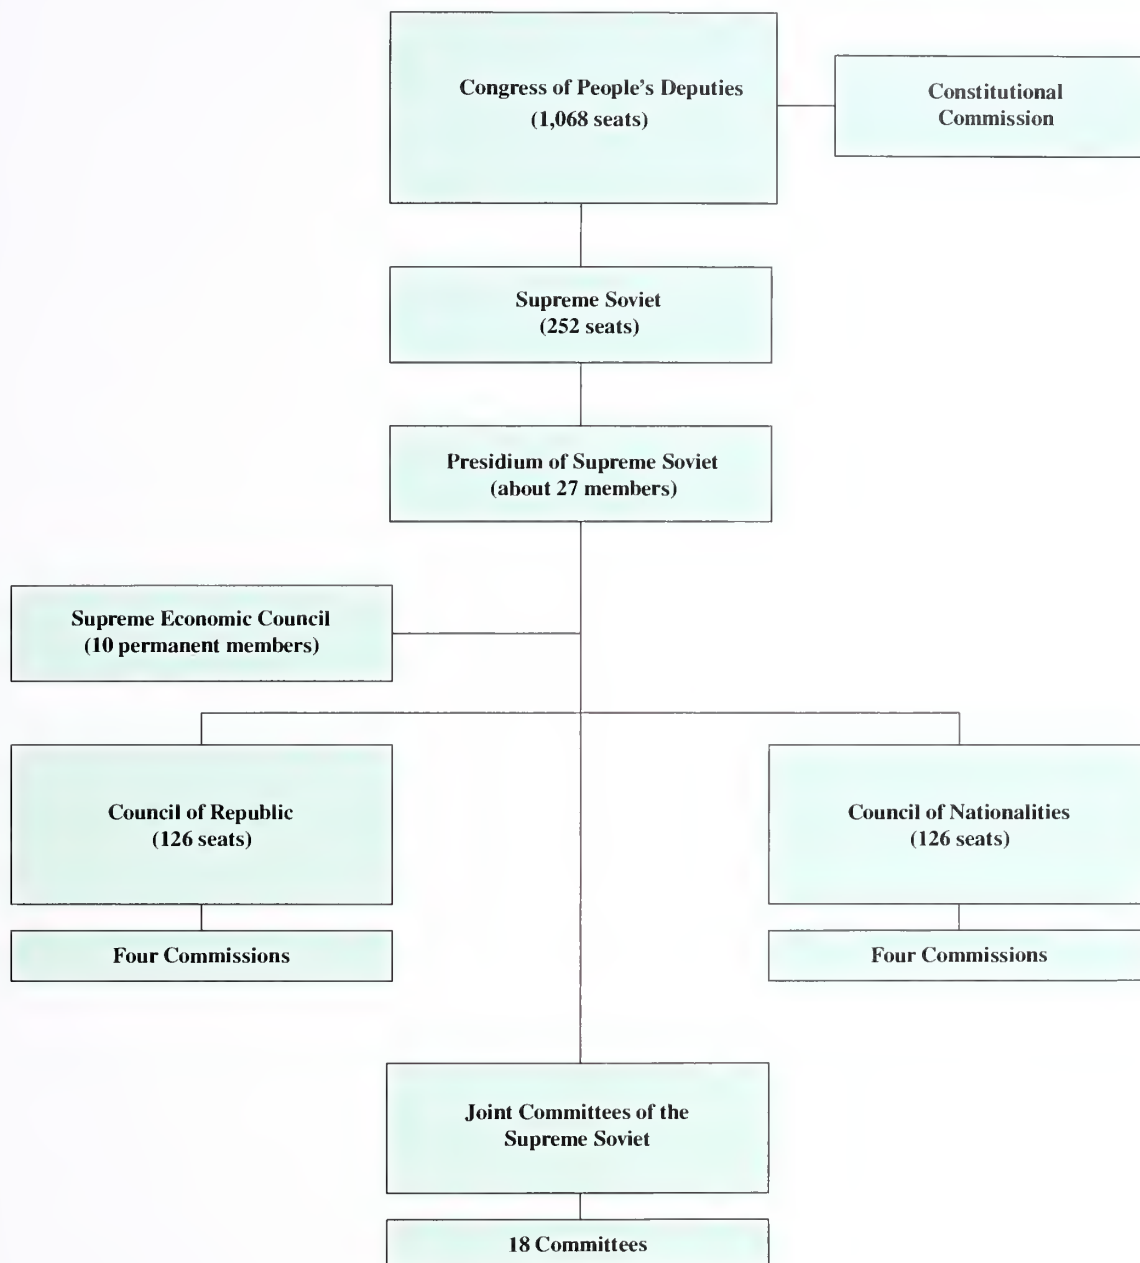 Congress of People's Deputies
(1,068 seats)
Constitutional
Commission
Supreme Soviet
(252 seats)
Presidium of Supreme Soviet
(about 27 members)
Supreme Economic Council
(10 permanent members)
Council of Republic
(126 seats)
Council of Nationalities
(126 seats)
Four Commissions
Four Commissions
Joint Committees of the
Supreme Soviet
18 Committees